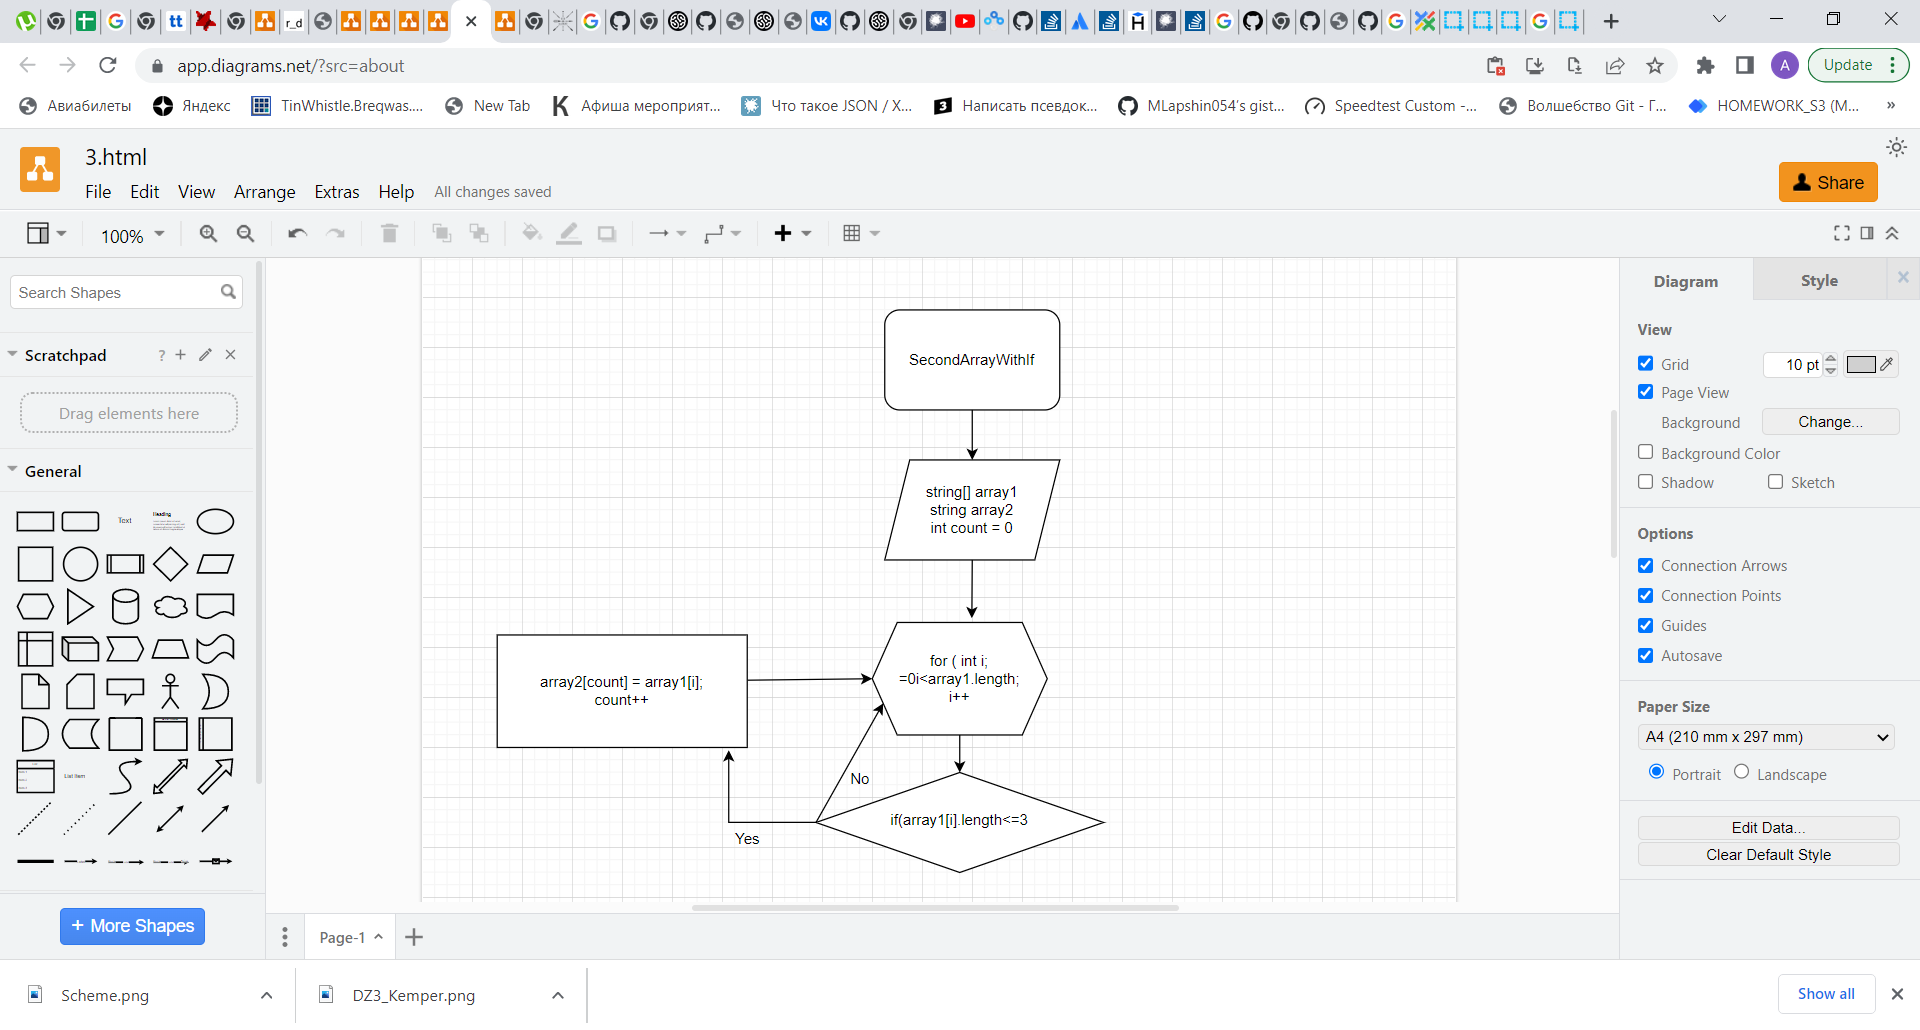 app.diagrams.net/?src=about
A
Update
Авиабилеты
Яндекс
TinWhistle.Breqwas....
New Tab
Афиша мероприят...
Что такое JSON / X...
Написать псевдок...
MLapshin054's gist...
Speedtest Custom -...
Волшебство Git - Г...
HOMEWORK_S3 (M...
»
3.html
File
Edit
View
Arrange
Extras
Help
All changes saved
Share
100%
Search Shapes
Scratchpad
?
Drag elements here
General
Text
Heading
List Item
+ More Shapes
SecondArrayWithIf
string[] array1
string array2
int count = 0
for ( int i;
=0i<array1.length;
i++
array2[count] = array1[i];
count++
No
if(array1[i].length<=3
Yes
Page-1
Diagram
Style
View
Grid
10 pt
Page View
Background
Change...
Background Color
Shadow
Sketch
Options
Connection Arrows
Connection Points
Guides
Autosave
Paper Size
A4 (210 mm x 297 mm)
Portrait
Landscape
Edit Data...
Clear Default Style
Scheme.png
DZ3_Kemper.png
Show all